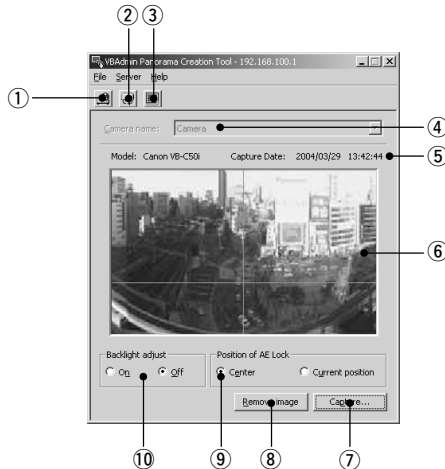 ① ② ③
VBAdmin Panorama Creation Tool - 192.168.100.1
File Server Help
Camera name: Camera ④
Model: Canon VB-C50i Capture Date: 2004/03/29 13:42:44 ⑤
⑥
Backlight adjust Position of AE Lock
On Off Center Current position
Remove image Capture...
⑩ ⑨ ⑧ ⑦